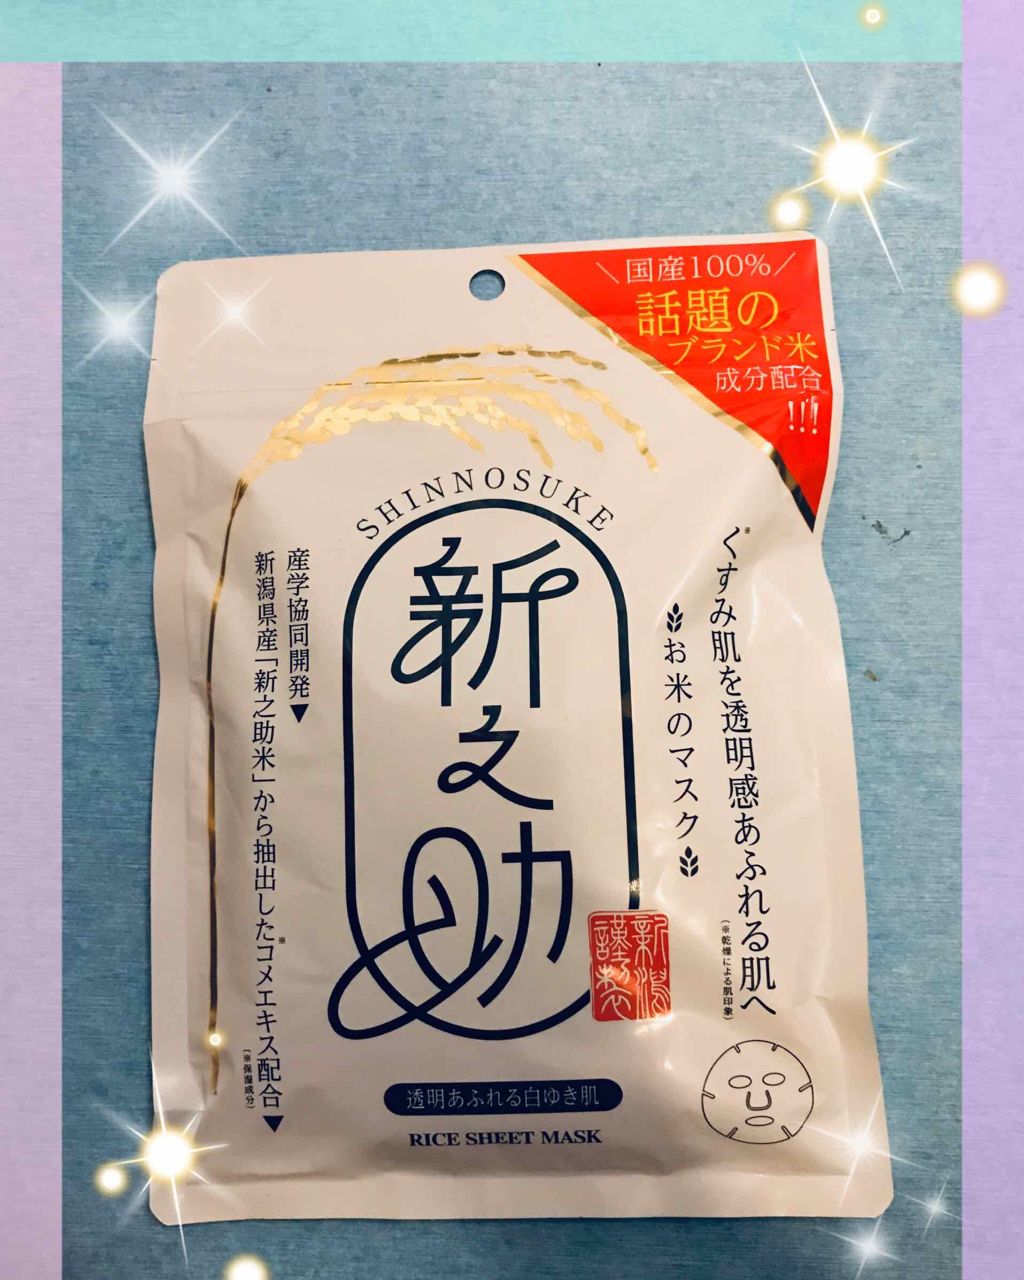 ＼国産100%／
話題の
ブランド米
成分配合
!!!
SHINNOSUKE
新之助
※くすみ肌を透明感あふれる肌へ
(※乾燥による肌印象)
お米のマスク
産学協同開発▼
新潟県産「新之助米」から抽出した※コメエキス配合▼
(※保湿成分)
新潟
謹製
透明あふれる白ゆき肌
RICE SHEET MASK